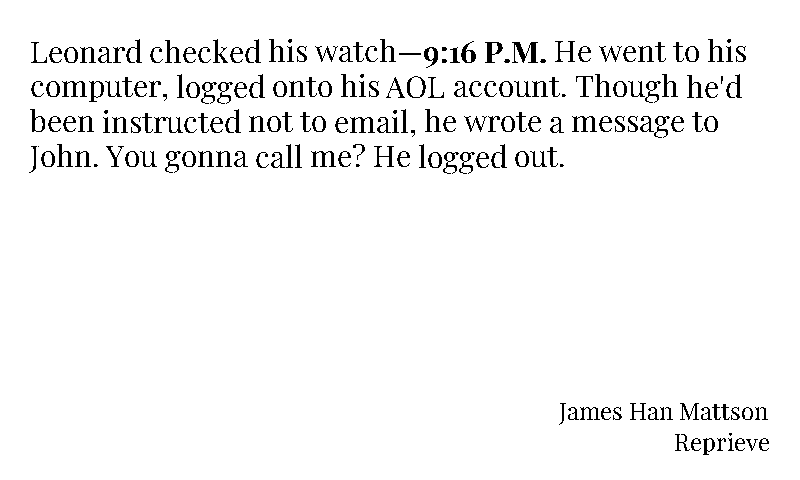 Leonard checked his watch—9:16 P.M. He went to his
computer, logged onto his AOL account. Though he'd
been instructed not to email, he wrote a message to
John. You gonna call me? He logged out.
James Han Mattson
Reprieve